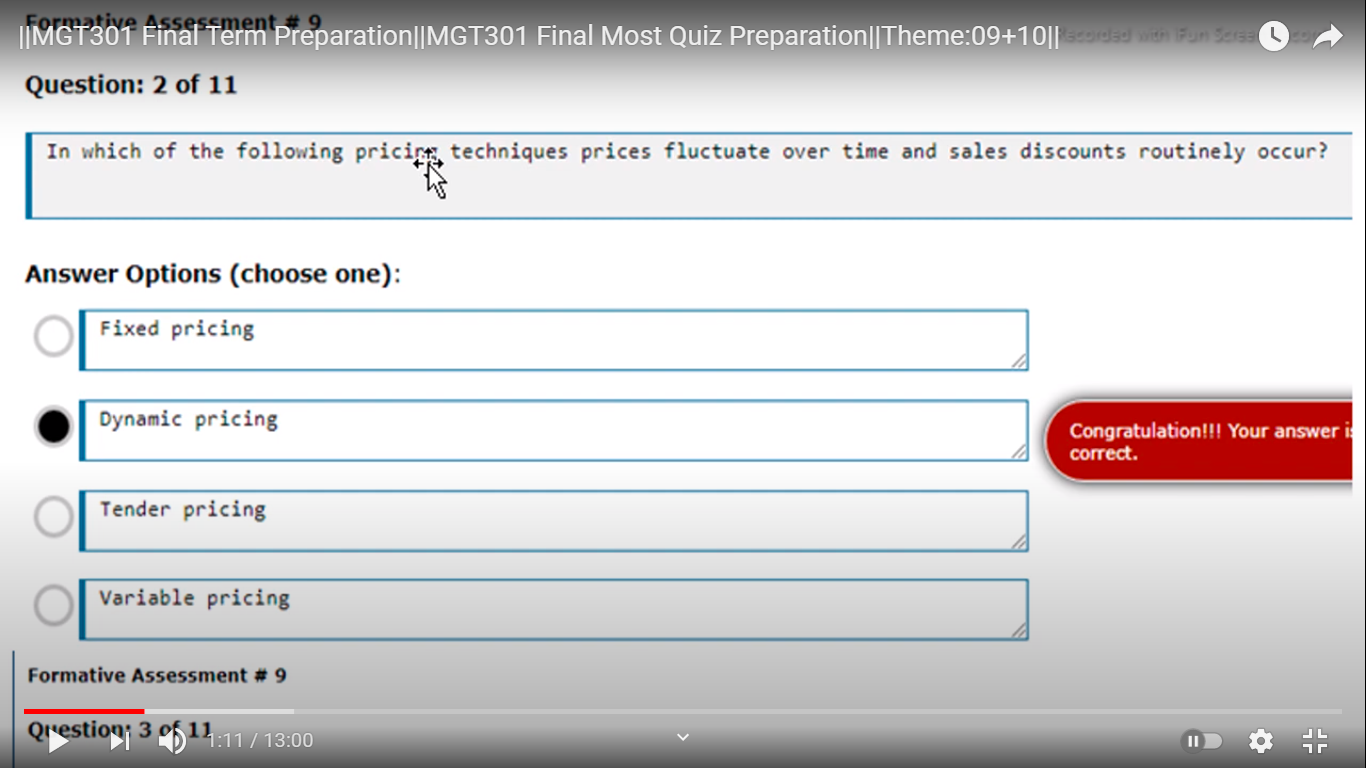 Formative Assessment # 9
||MGT301 Final Term Preparation||MGT301 Final Most Quiz Preparation||Theme:09+10||
Recorded with iFun Screen
Question: 2 of 11
In which of the following pricing techniques prices fluctuate over time and sales discounts routinely occur?
Answer Options (choose one):
Fixed pricing
Dynamic pricing
Congratulation!!! Your answer is
correct.
Tender pricing
Variable pricing
Formative Assessment # 9
Question: 3 of 11
1:11 / 13:00